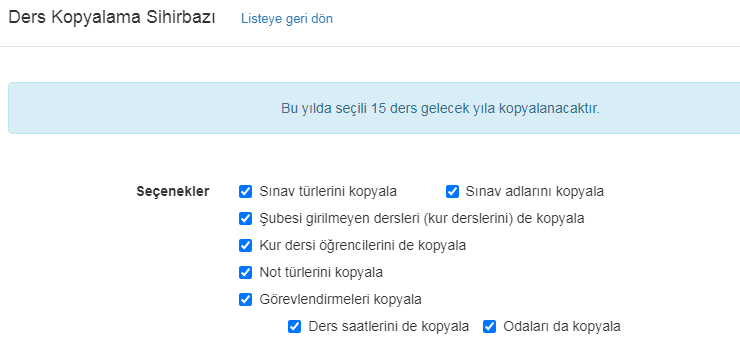 Ders Kopyalama Sihirbazı Listeye geri dön
Bu yılda seçili 15 ders gelecek yıla kopyalanacaktır.
Seçenekler Sınav türlerini kopyala Sınav adlarını kopyala
Şubesi girilmeyen dersleri (kur derslerini) de kopyala
Kur dersi öğrencilerini de kopyala
Not türlerini kopyala
Görevlendirmeleri kopyala
Ders saatlerini de kopyala Odaları da kopyala